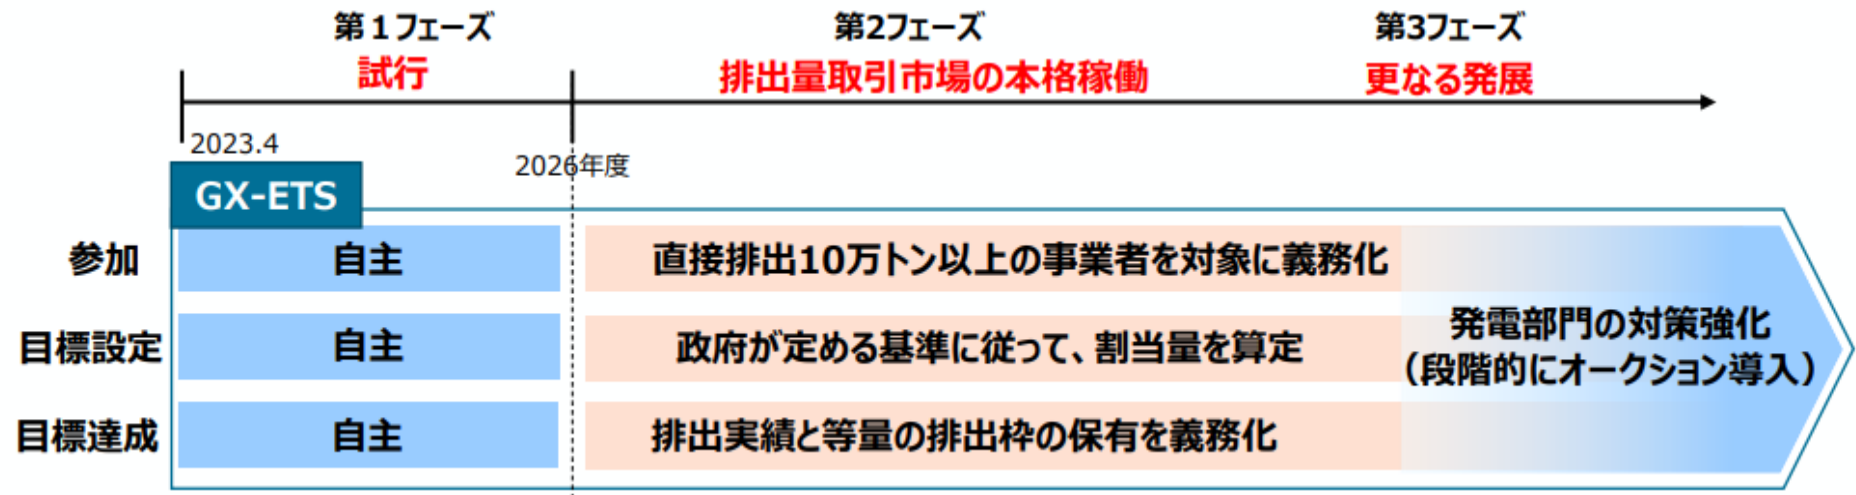 第１フェーズ
試行
第2フェーズ
排出量取引市場の本格稼働
第3フェーズ
更なる発展
2023.4
2026年度
GX-ETS
参加
自主
直接排出10万トン以上の事業者を対象に義務化
目標設定
自主
政府が定める基準に従って、割当量を算定
発電部門の対策強化
（段階的にオークション導入）
目標達成
自主
排出実績と等量の排出枠の保有を義務化